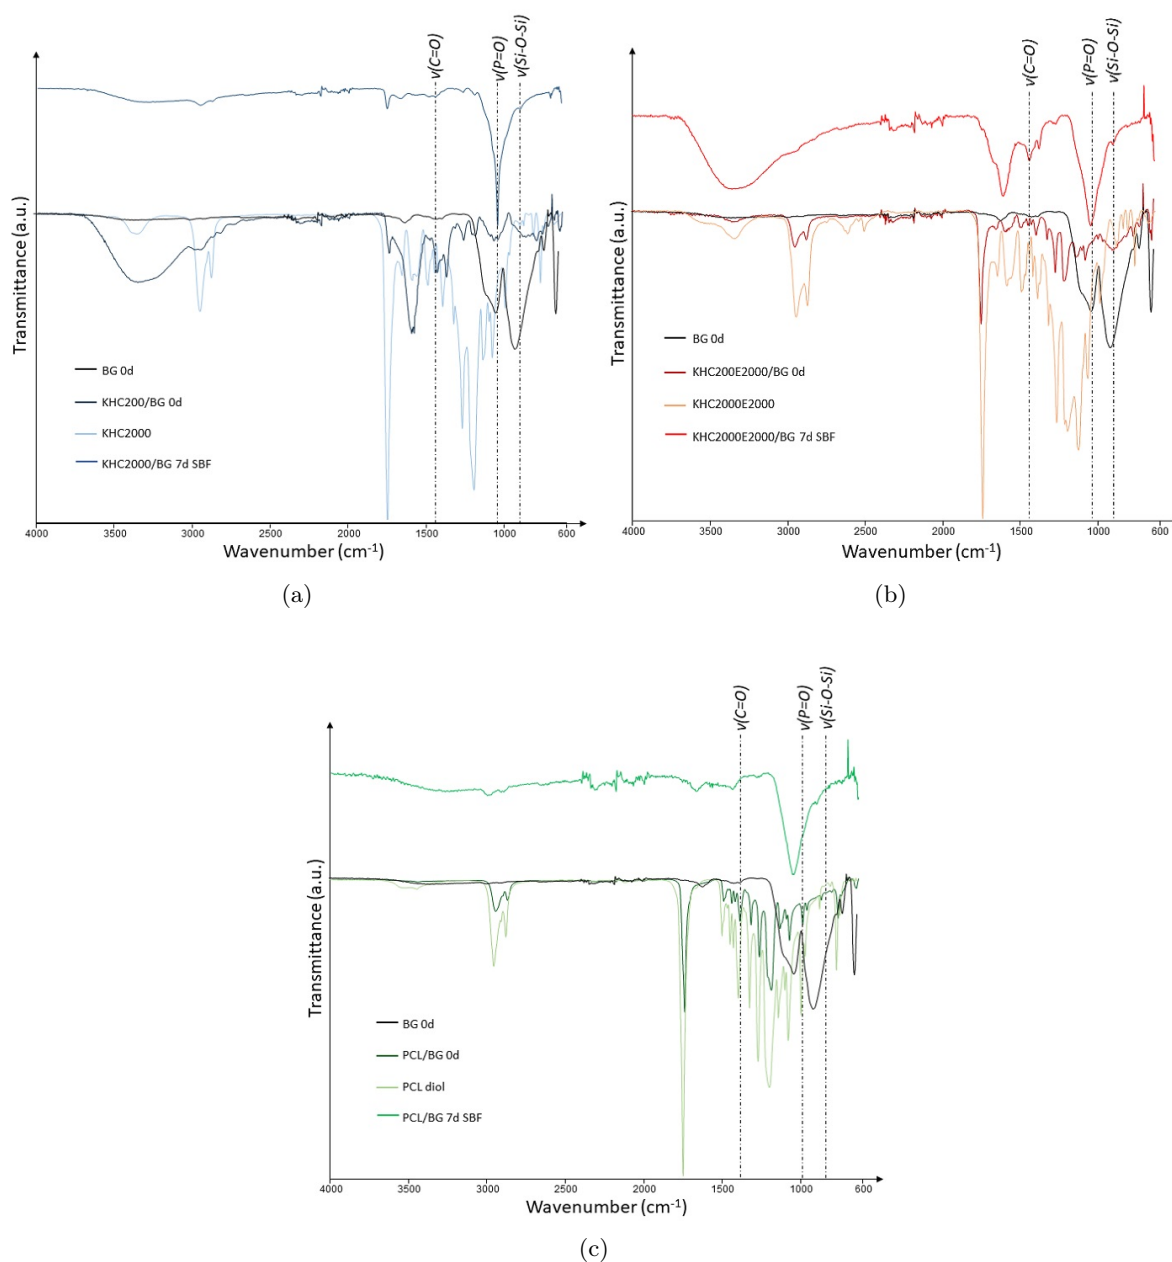 ν(C=O)
ν(P=O)
ν(Si-O-Si)
Transmittance (a.u.)
BG 0d
KHC200/BG 0d
KHC2000
KHC2000/BG 7d SBF
4000 3500 3000 2500 2000 1500 1000 600
Wavenumber (cm-1)
(a)
ν(C=O)
ν(P=O)
ν(Si-O-Si)
Transmittance (a.u.)
BG 0d
KHC200E2000/BG 0d
KHC2000E2000
KHC2000E2000/BG 7d SBF
4000 3500 3000 2500 2000 1500 1000 600
Wavenumber (cm-1)
(b)
ν(C=O)
ν(P=O)
ν(Si-O-Si)
Transmittance (a.u.)
BG 0d
PCL/BG 0d
PCL diol
PCL/BG 7d SBF
4000 3500 3000 2500 2000 1500 1000 600
Wavenumber (cm-1)
(c)